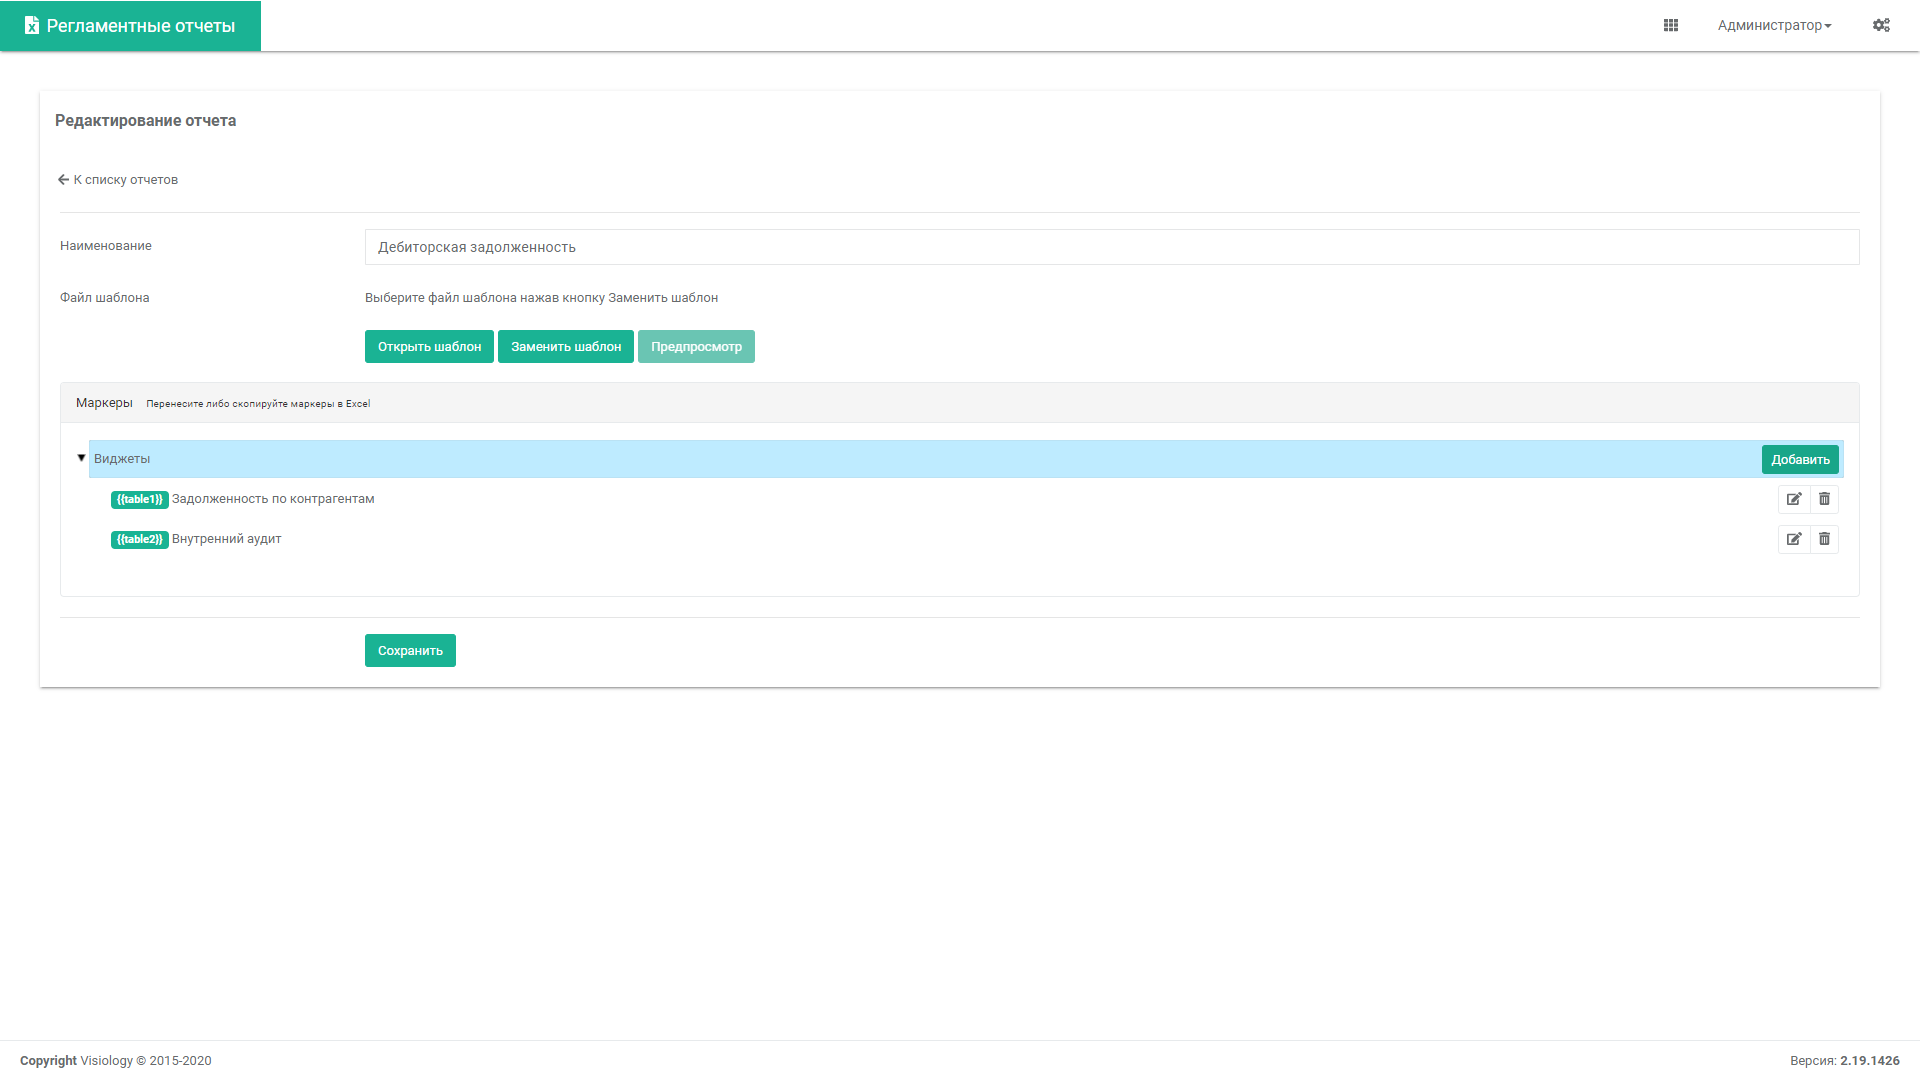 Регламентные отчеты
Администратор
Редактирование отчета
К списку отчетов
Наименование
Дебиторская задолженность
Файл шаблона
Выберите файл шаблона нажав кнопку Заменить шаблон
Открыть шаблон
Заменить шаблон
Предпросмотр
Маркеры Перенесите либо скопируйте маркеры в Excel
Виджеты
Добавить
{{table1}} Задолженность по контрагентам
{{table2}} Внутренний аудит
Сохранить
Copyright Visiology © 2015-2020
Версия: 2.19.1426